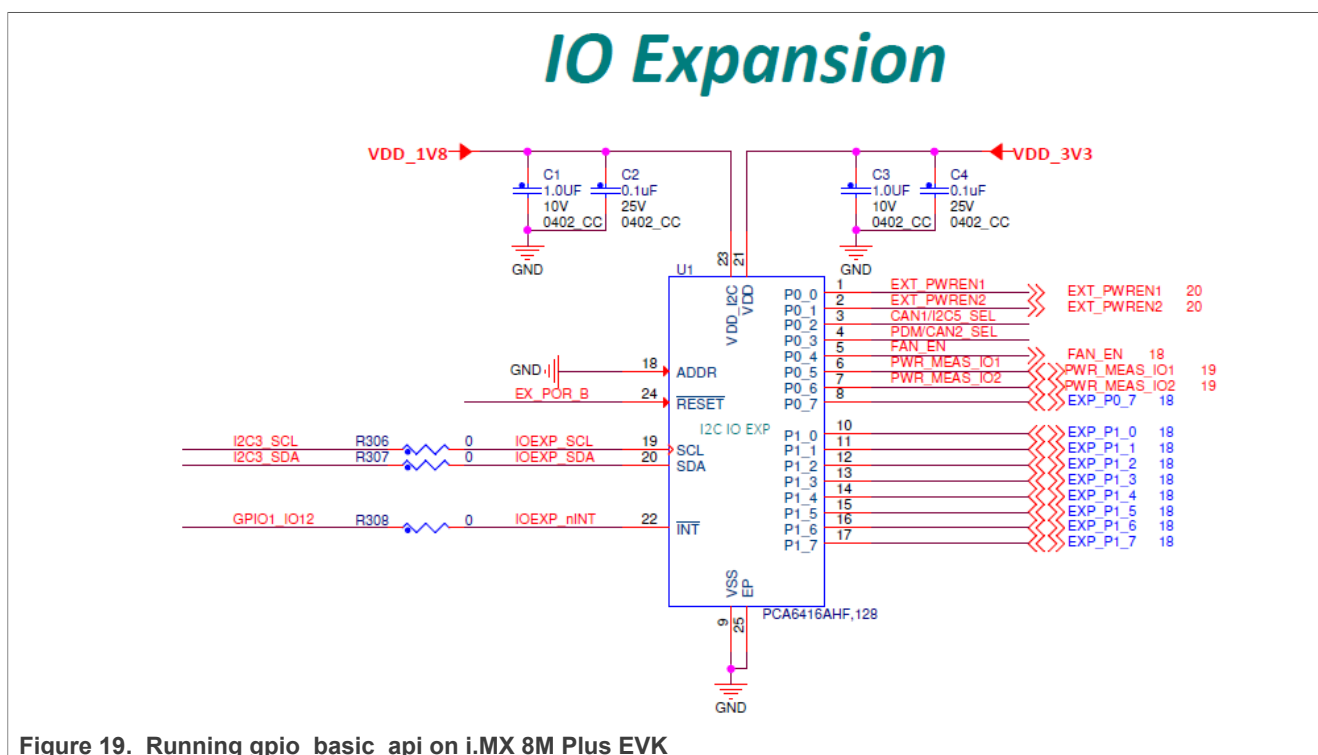 IO Expansion
VDD_1V8
VDD_3V3
C1
1.0UF
10V
0402_CC
C2
0.1uF
25V
0402_CC
C3
1.0UF
10V
0402_CC
C4
0.1uF
25V
0402_CC
GND
GND
23
21
U1
VDD_I2C
VDD
P0_0 1 EXT_PWREN1 EXT_PWREN1 20
P0_1 2 EXT_PWREN2 EXT_PWREN2 20
P0_2 3 CAN1/I2C5_SEL
P0_3 4 PDM/CAN2_SEL
P0_4 5 FAN_EN FAN_EN 18
P0_5 6 PWR_MEAS_IO1 PWR_MEAS_IO1 19
P0_6 7 PWR_MEAS_IO2 PWR_MEAS_IO2 19
P0_7 8 EXP_P0_7 18
GND 18 ADDR
EX_POR_B 24 RESET
I2C IO EXP
I2C3_SCL R306 0 IOEXP_SCL 19 SCL
I2C3_SDA R307 0 IOEXP_SDA 20 SDA
GPIO1_IO12 R308 0 IOEXP_nINT 22 INT
P1_0 10 EXP_P1_0 18
P1_1 11 EXP_P1_1 18
P1_2 12 EXP_P1_2 18
P1_3 13 EXP_P1_3 18
P1_4 14 EXP_P1_4 18
P1_5 15 EXP_P1_5 18
P1_6 16 EXP_P1_6 18
P1_7 17 EXP_P1_7 18
VSS
EP
PCA6416AHF,128
9
25
GND
Figure 19. Running gpio_basic_api on i.MX 8M Plus EVK